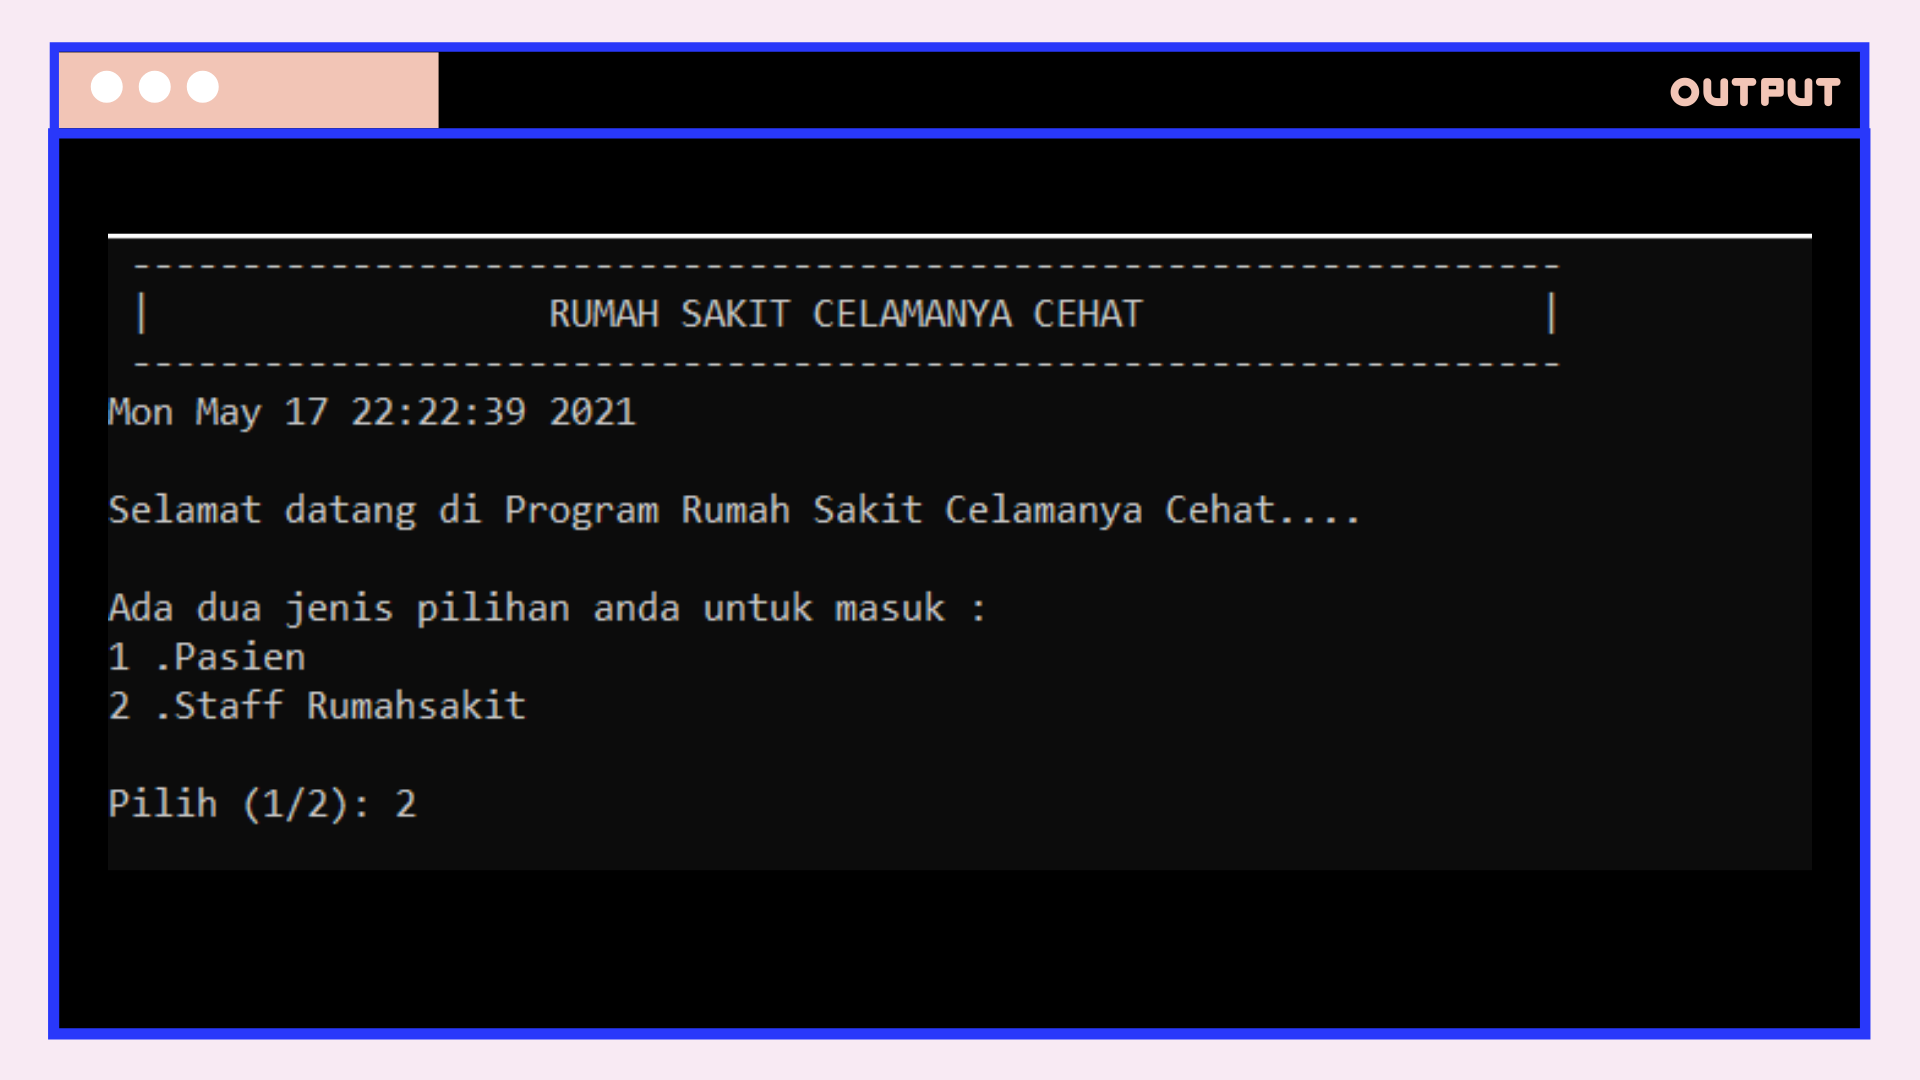 OUTPUT
-----------------------------------------------------------------
| RUMAH SAKIT CELAMANYA CEHAT |
-----------------------------------------------------------------
Mon May 17 22:22:39 2021
Selamat datang di Program Rumah Sakit Celamanya Cehat....
Ada dua jenis pilihan anda untuk masuk :
1 .Pasien
2 .Staff Rumahsakit
Pilih (1/2): 2